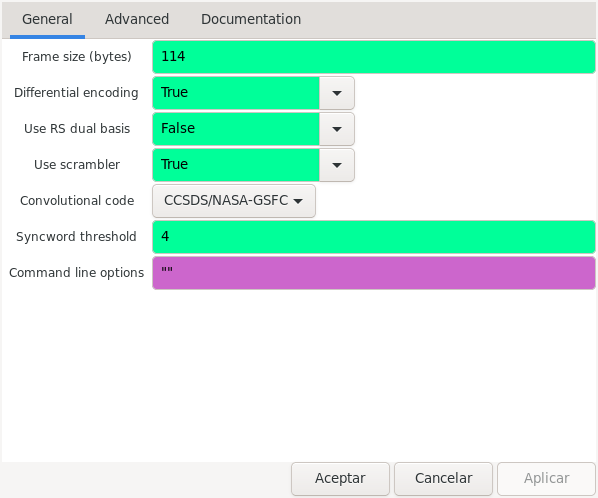 General Advanced Documentation
Frame size (bytes) 114
Differential encoding True
Use RS dual basis False
Use scrambler True
Convolutional code CCSDS/NASA-GSFC
Syncword threshold 4
Command line options ""
Aceptar Cancelar Aplicar